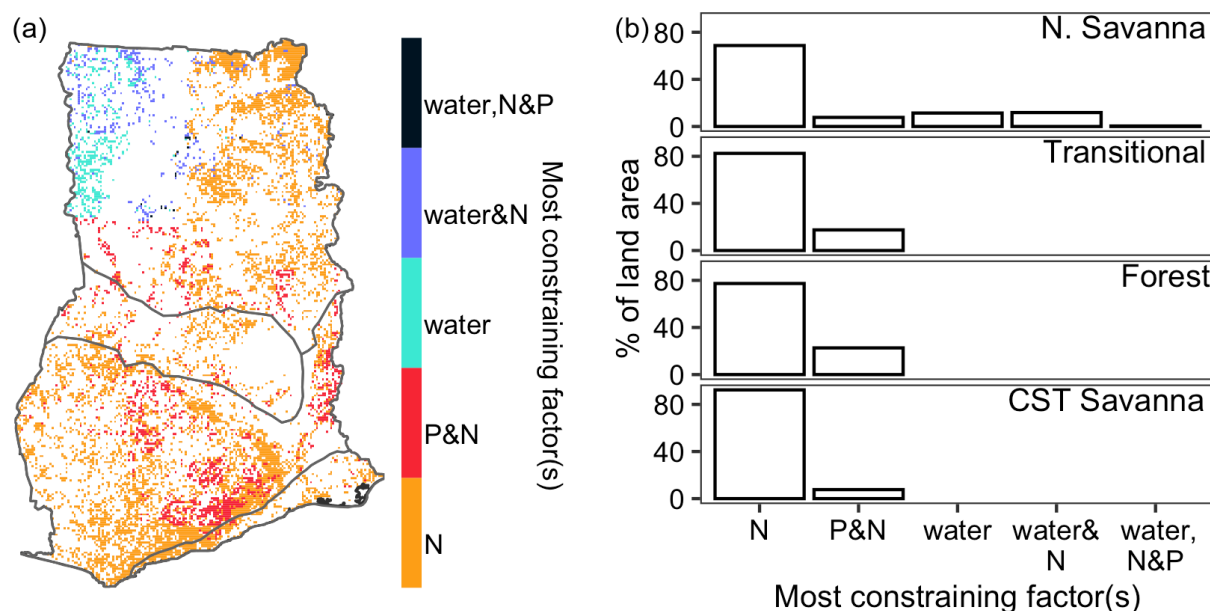 (a)
water,N&P
water&N
water
P&N
N
Most constraining factor(s)
(b)
% of land area
N. Savanna
80
40
0
Transitional
80
40
0
Forest
80
40
0
CST Savanna
80
40
0
N
P&N
water
water&
N
water,
N&P
Most constraining factor(s)